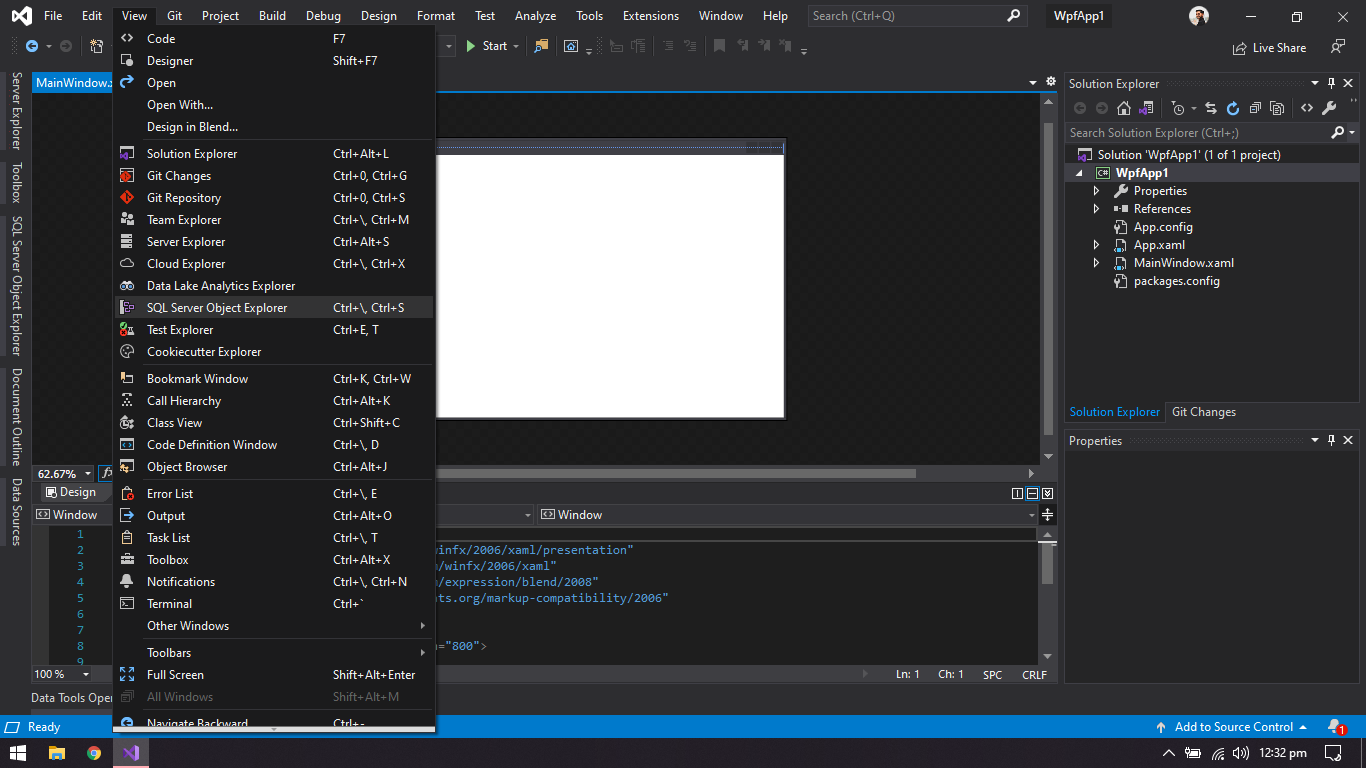 File Edit View Git Project Build Debug Design Format Test Analyze Tools Extensions Window Help Search (Ctrl+Q) WpfApp1
Start Live Share
MainWindow.x
Server Explorer
Toolbox
SQL Server Object Explorer
Document Outline
Data Sources
Code F7
Designer Shift+F7
Open
Open With...
Design in Blend...
Solution Explorer Ctrl+Alt+L
Git Changes Ctrl+0, Ctrl+G
Git Repository Ctrl+0, Ctrl+S
Team Explorer Ctrl+\, Ctrl+M
Server Explorer Ctrl+Alt+S
Cloud Explorer Ctrl+\, Ctrl+X
Data Lake Analytics Explorer
SQL Server Object Explorer Ctrl+\, Ctrl+S
Test Explorer Ctrl+E, T
Cookiecutter Explorer
Bookmark Window Ctrl+K, Ctrl+W
Call Hierarchy Ctrl+Alt+K
Class View Ctrl+Shift+C
Code Definition Window Ctrl+\, D
Object Browser Ctrl+Alt+J
Error List Ctrl+\, E
Output Ctrl+Alt+O
Task List Ctrl+\, T
Toolbox Ctrl+Alt+X
Notifications Ctrl+\, Ctrl+N
Terminal Ctrl+`
Other Windows
Toolbars
Full Screen Shift+Alt+Enter
All Windows Shift+Alt+M
Navigate Backward Ctrl+-
62.67% fx
Design
Window Window
1
2 winfx/2006/xaml/presentation"
3 /winfx/2006/xaml"
4 /expression/blend/2008"
5 ats.org/markup-compatibility/2006"
6
7
8 ="800">
9
100 % Ln: 1 Ch: 1 SPC CRLF
Data Tools Oper
Solution Explorer
Search Solution Explorer (Ctrl+;)
Solution 'WpfApp1' (1 of 1 project)
C# WpfApp1
Properties
References
App.config
App.xaml
MainWindow.xaml
packages.config
Solution Explorer Git Changes
Properties
Ready Add to Source Control 1
12:32 pm